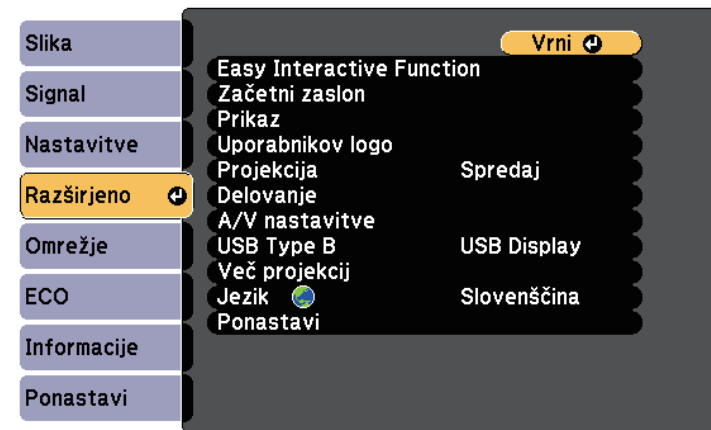 Slika
Signal
Nastavitve
Razširjeno
Omrežje
ECO
Informacije
Ponastavi
Vrni
Easy Interactive Function
Začetni zaslon
Prikaz
Uporabnikov logo
Projekcija Spredaj
Delovanje
A/V nastavitve
USB Type B USB Display
Več projekcij
Jezik Slovenščina
Ponastavi